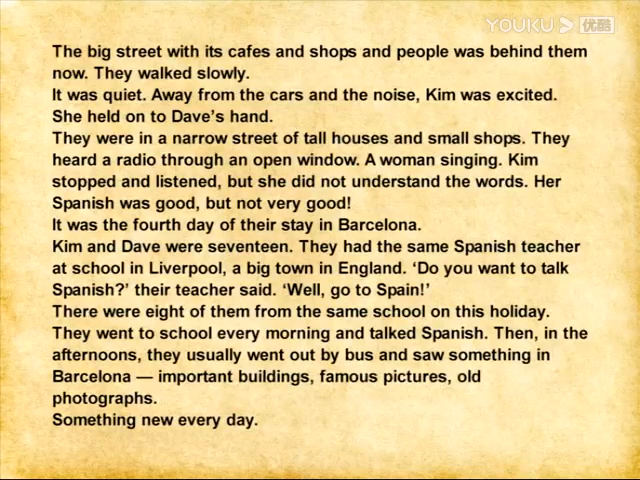 YOUKU 优酷
The big street with its cafes and shops and people was behind them
now. They walked slowly.
It was quiet. Away from the cars and the noise, Kim was excited.
She held on to Dave's hand.
They were in a narrow street of tall houses and small shops. They
heard a radio through an open window. A woman singing. Kim
stopped and listened, but she did not understand the words. Her
Spanish was good, but not very good!
It was the fourth day of their stay in Barcelona.
Kim and Dave were seventeen. They had the same Spanish teacher
at school in Liverpool, a big town in England. ‘Do you want to talk
Spanish?’ their teacher said. ‘Well, go to Spain!’
There were eight of them from the same school on this holiday.
They went to school every morning and talked Spanish. Then, in the
afternoons, they usually went out by bus and saw something in
Barcelona — important buildings, famous pictures, old
photographs.
Something new every day.